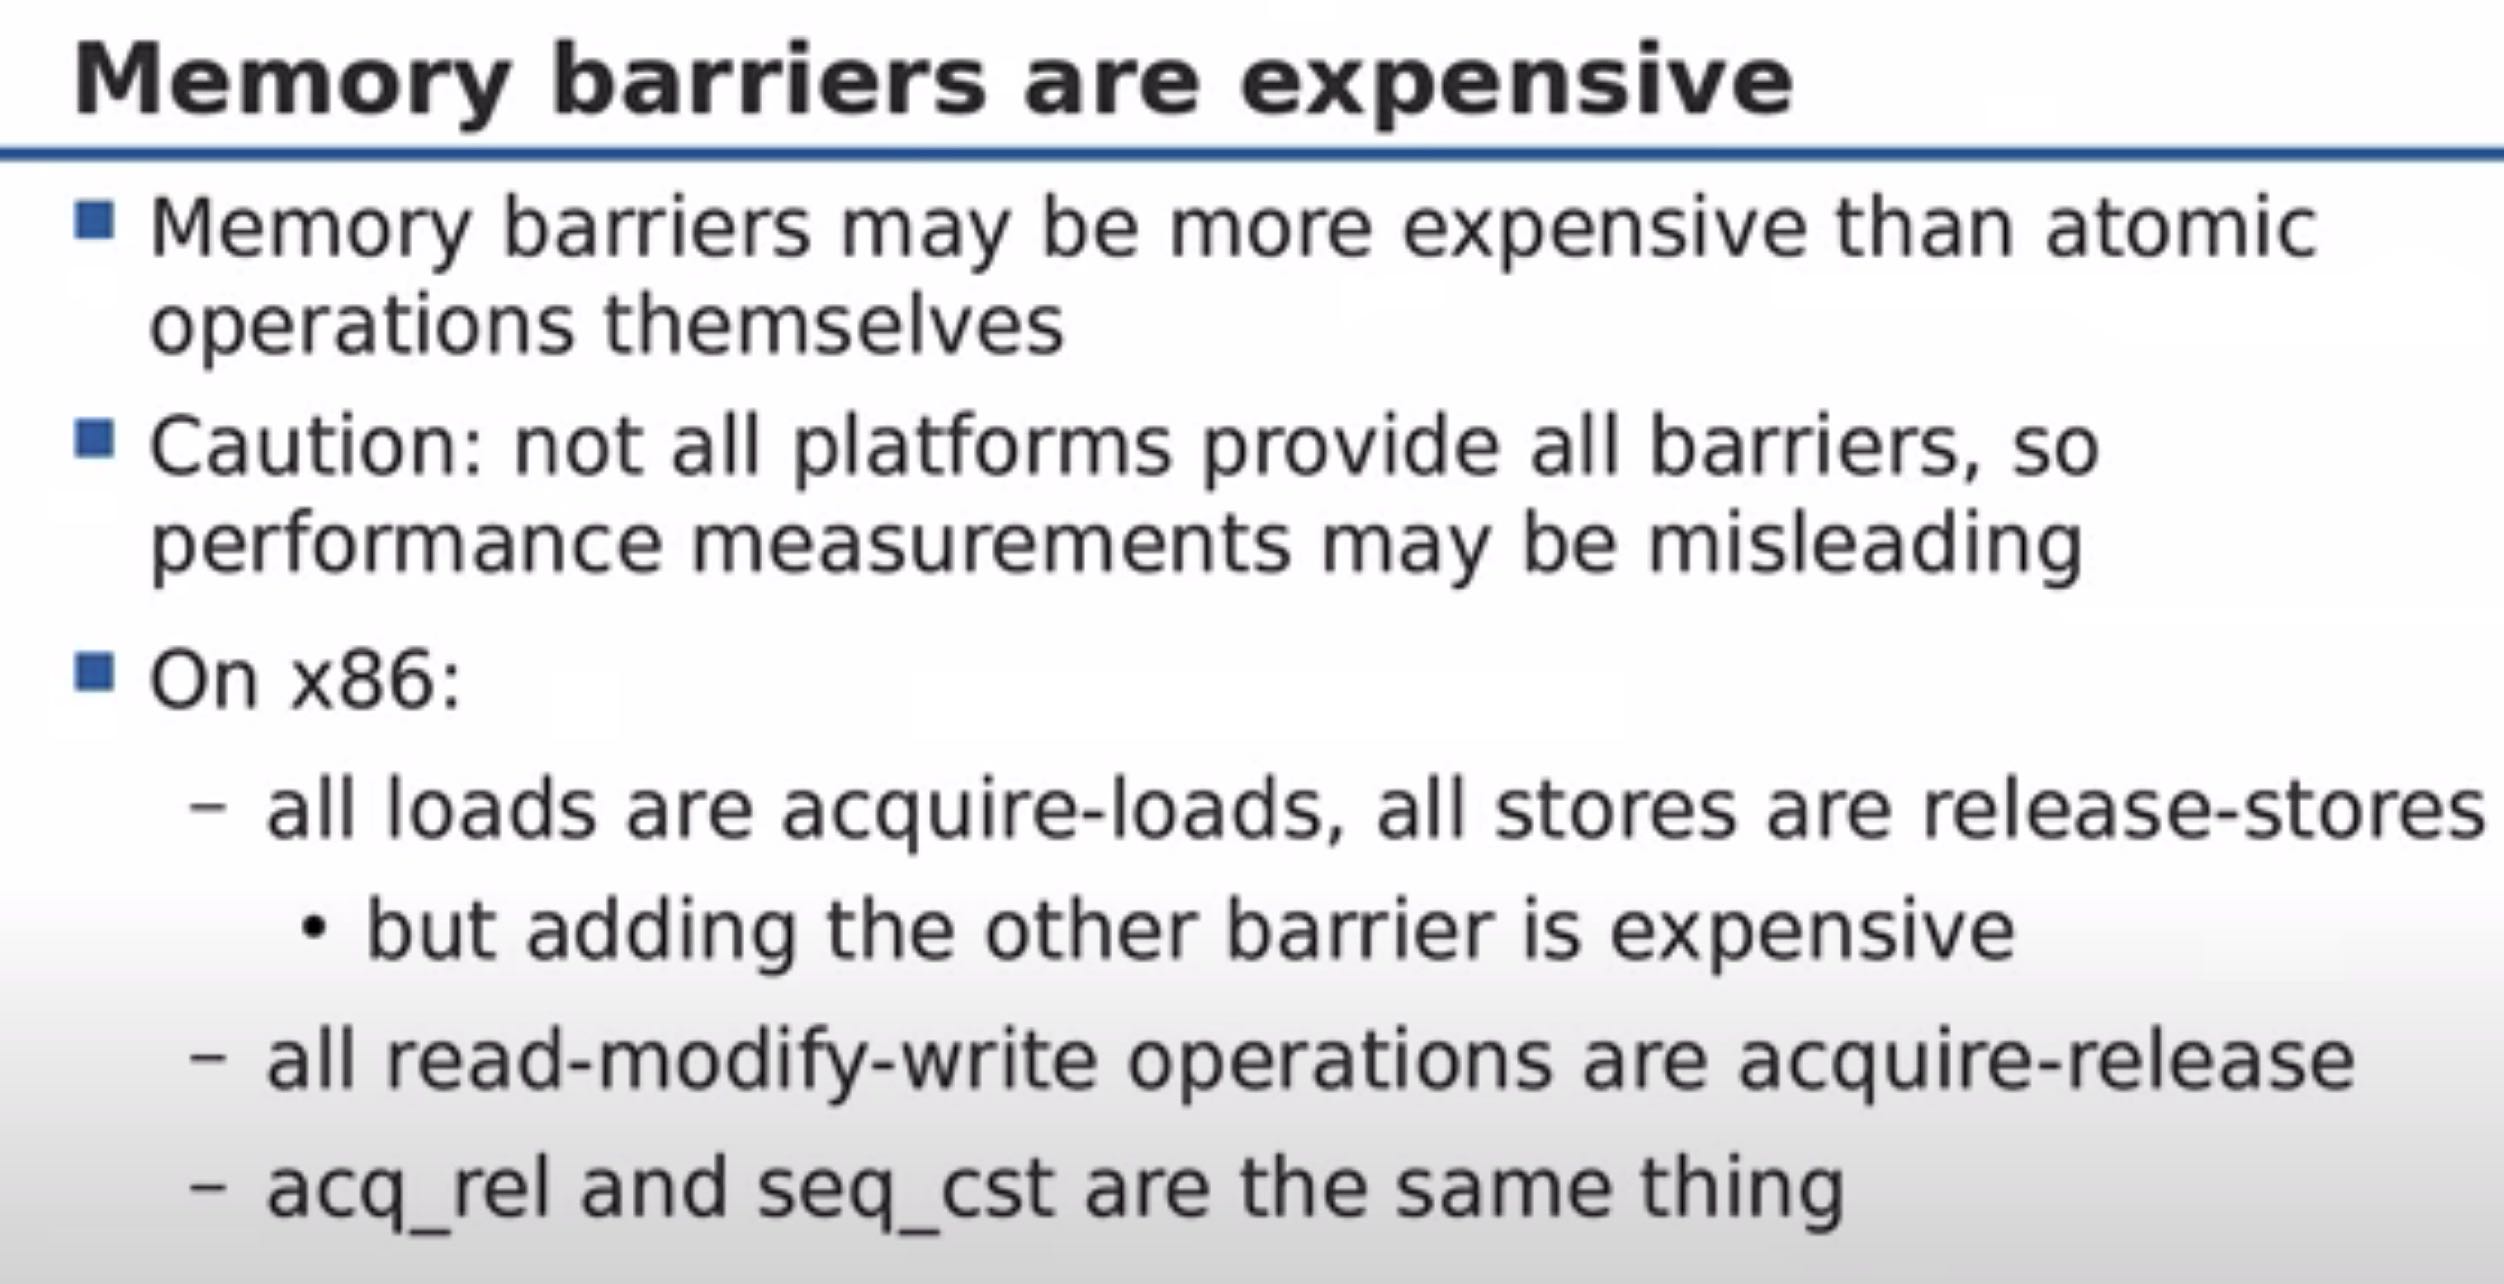 Memory barriers are expensive
■ Memory barriers may be more expensive than atomic
operations themselves
■ Caution: not all platforms provide all barriers, so
performance measurements may be misleading
■ On x86:
– all loads are acquire-loads, all stores are release-stores
• but adding the other barrier is expensive
– all read-modify-write operations are acquire-release
– acq_rel and seq_cst are the same thing